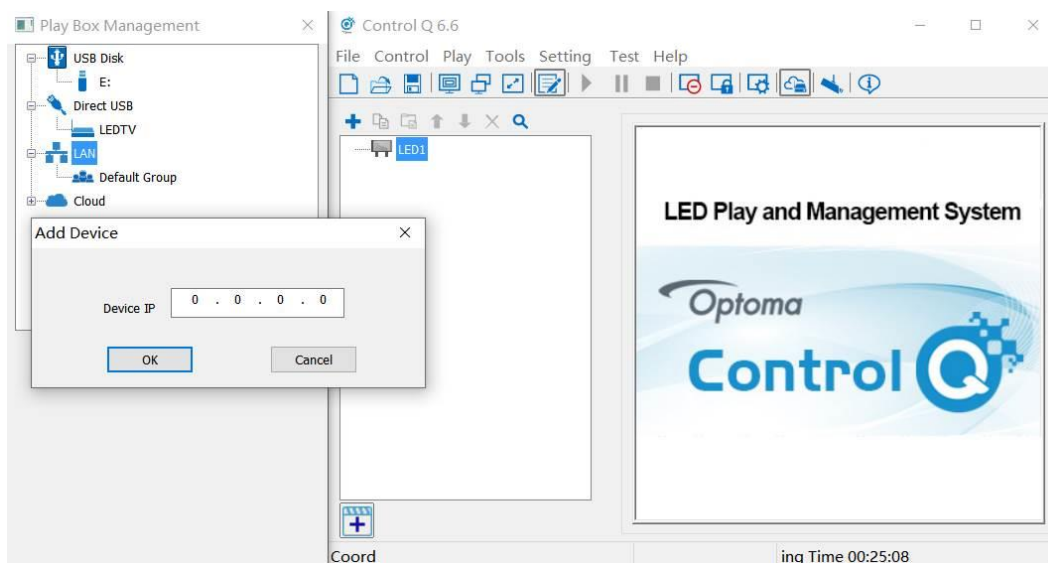 Play Box Management
USB Disk
E:
Direct USB
LEDTV
LAN
Default Group
Cloud
Add Device
Device IP 0 . 0 . 0 . 0
OK Cancel
Control Q 6.6
File Control Play Tools Setting Test Help
LED1
LED Play and Management System
Optoma
Control Q
Coord ing Time 00:25:08